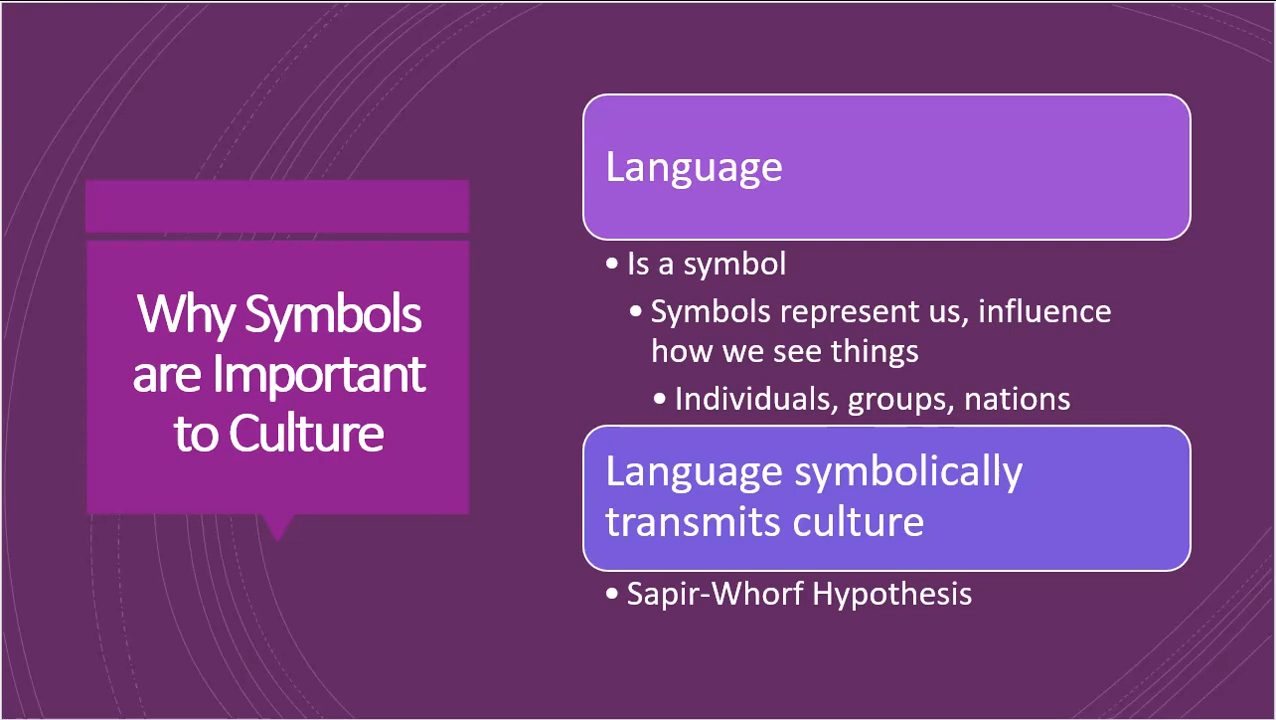 Why Symbols
are Important
to Culture
Language
• Is a symbol
• Symbols represent us, influence
how we see things
• Individuals, groups, nations
Language symbolically
transmits culture
• Sapir-Whorf Hypothesis